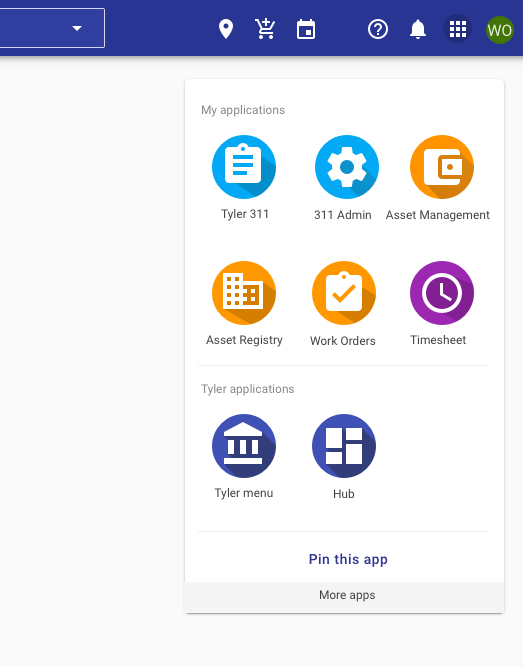 WO
My applications
Tyler 311
311 Admin
Asset Management
Asset Registry
Work Orders
Timesheet
Tyler applications
Tyler menu
Hub
Pin this app
More apps